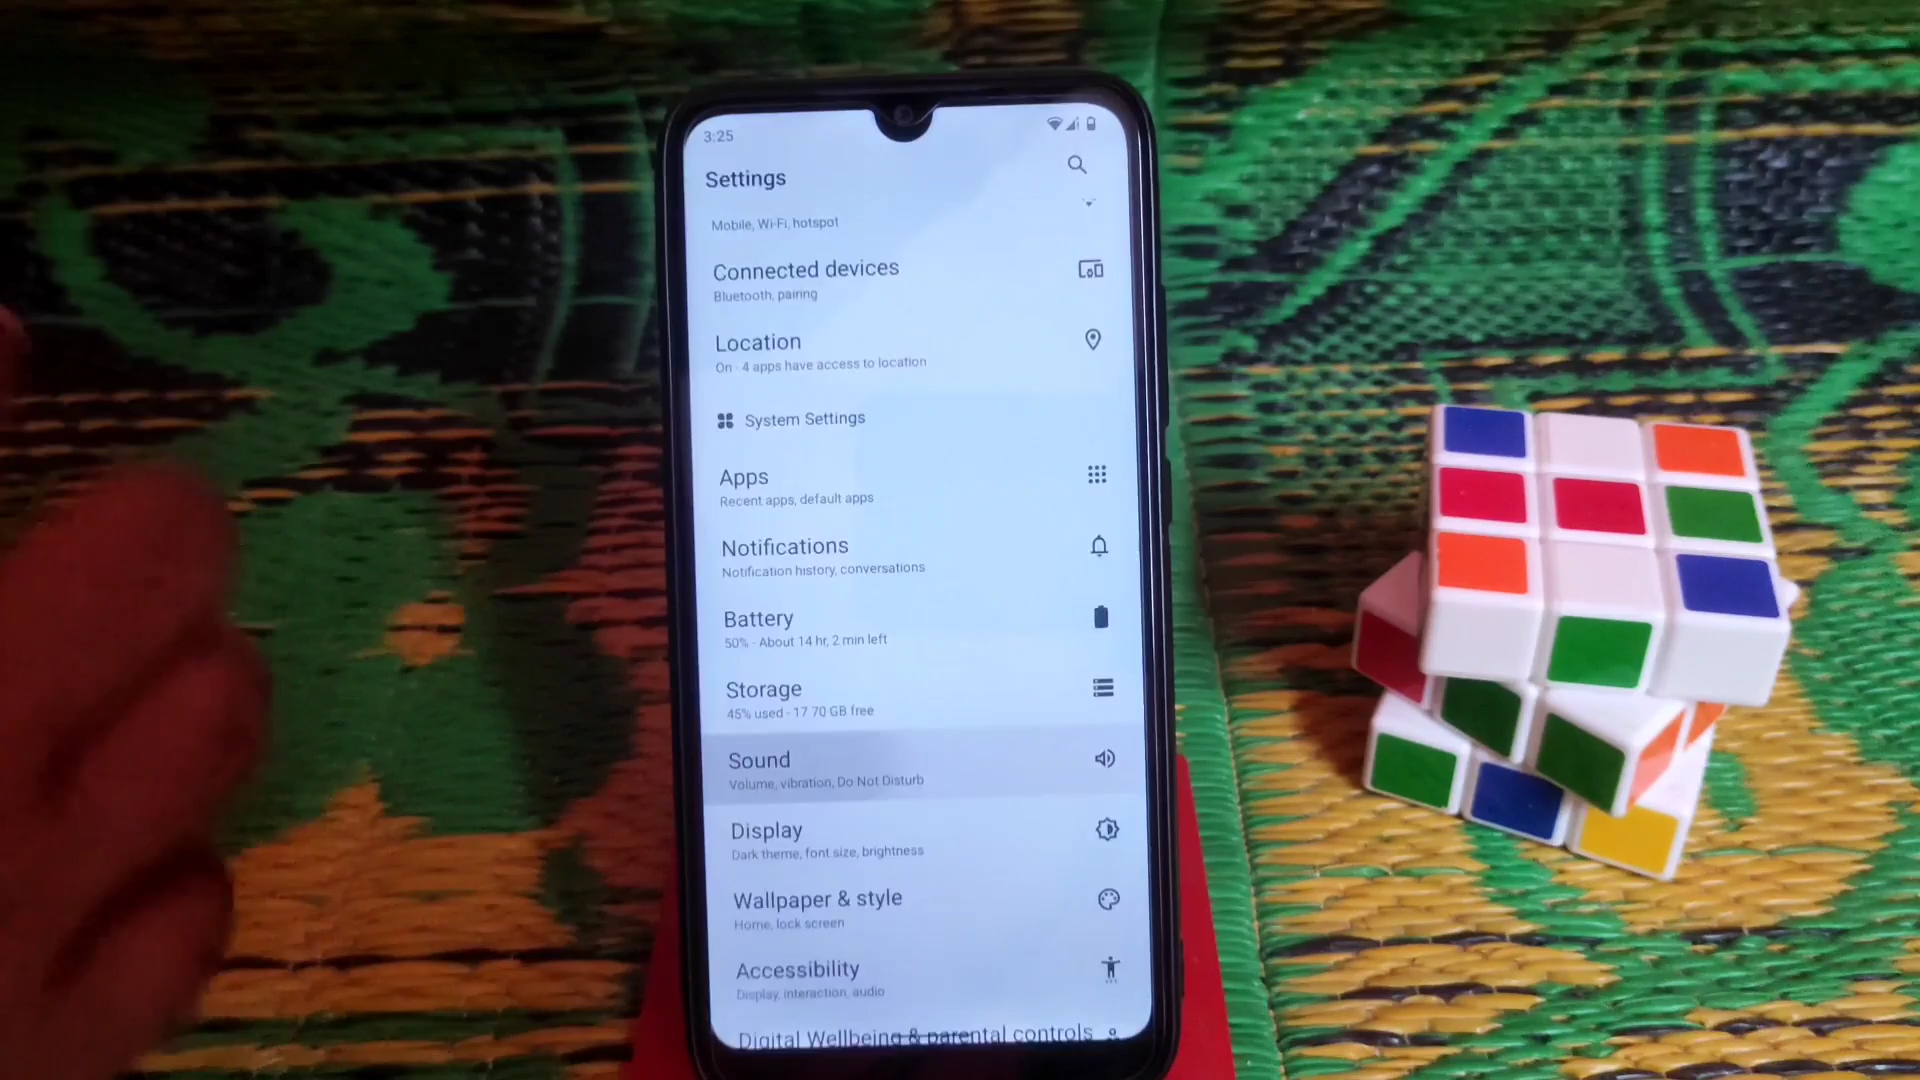 3:25
Settings
Mobile, Wi-Fi, hotspot
Connected devices
Bluetooth, pairing
Location
On · 4 apps have access to location
System Settings
Apps
Recent apps, default apps
Notifications
Notification history, conversations
Battery
50% - About 14 hr, 2 min left
Storage
45% used - 17 70 GB free
Sound
Volume, vibration, Do Not Disturb
Display
Dark theme, font size, brightness
Wallpaper & style
Home, lock screen
Accessibility
Display, interaction, audio
Digital Wellbeing & parental controls